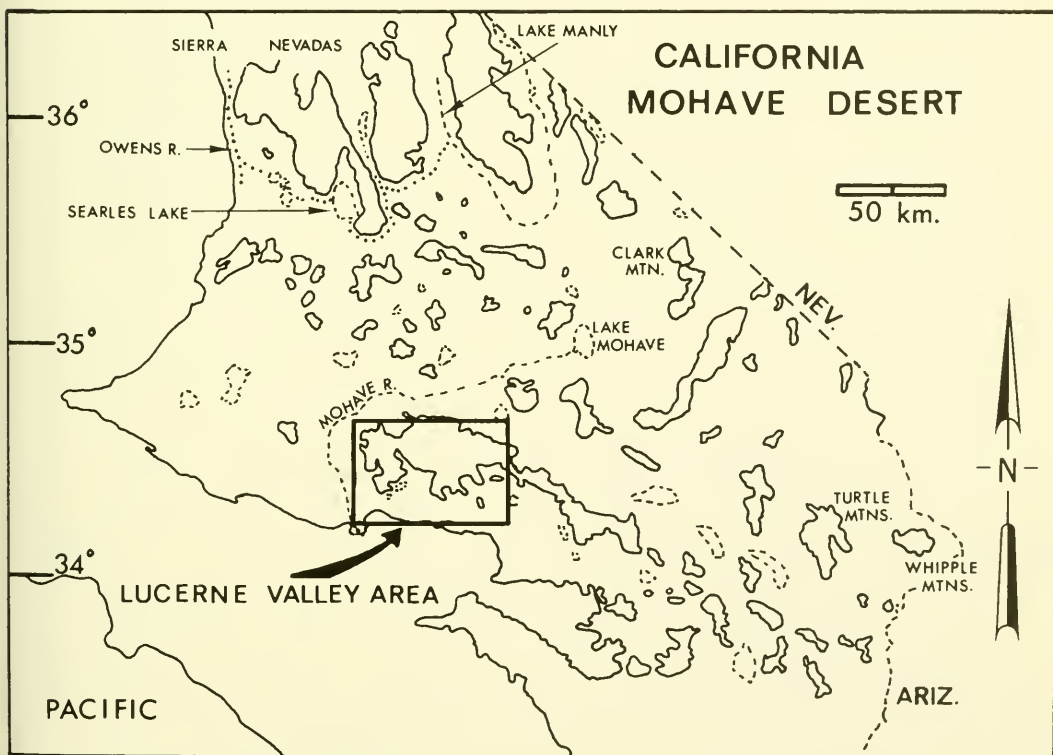 LAKE MANLY
SIERRA NEVADAS
CALIFORNIA
MOHAVE DESERT
36°
OWENS R.
SEARLES LAKE
50 km.
CLARK
MTN.
NEV.
35°
LAKE
MOHAVE
MOHAVE R.
N
TURTLE
MTNS.
WHIPPLE
MTNS.
34°
LUCERNE VALLEY AREA
PACIFIC
ARIZ.